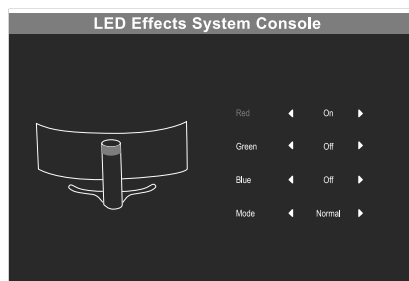 LED Effects System Console
Red On
Green Off
Blue Off
Mode Normal